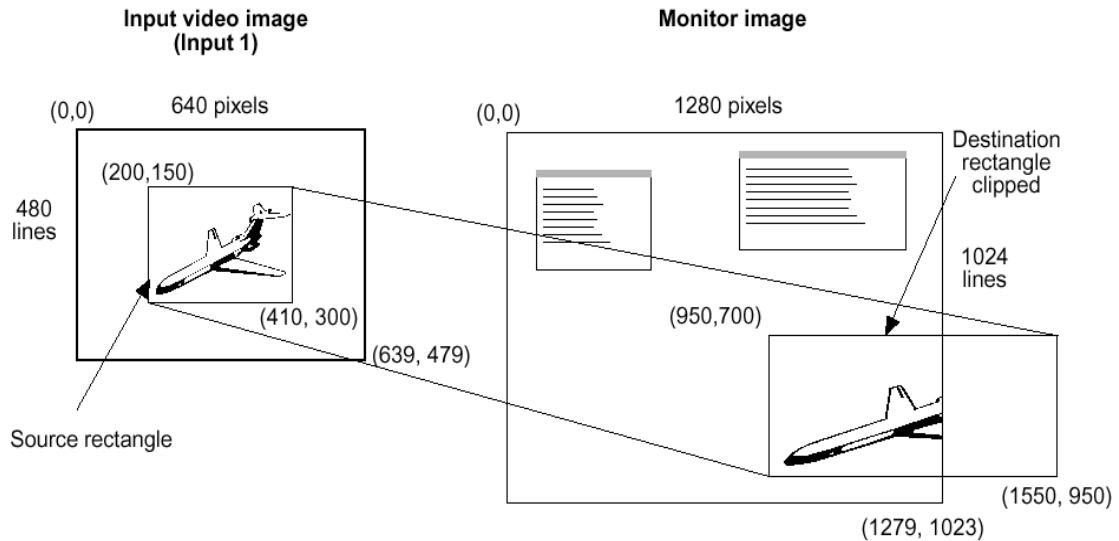 Input video image
(Input 1)
Monitor image
(0,0)
640 pixels
(0,0)
1280 pixels
Destination
rectangle
clipped
(200,150)
480
lines
1024
lines
(410, 300)
(950,700)
(639, 479)
Source rectangle
(1550, 950)
(1279, 1023)